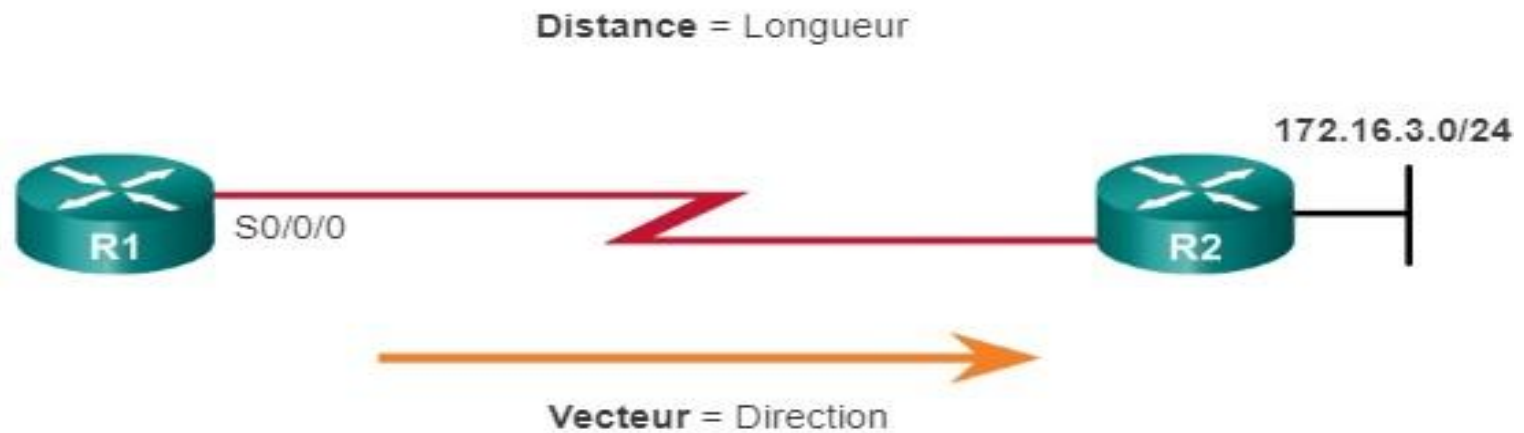 Distance = Longueur
172.16.3.0/24
S0/0/0
R1
R2
Vecteur = Direction